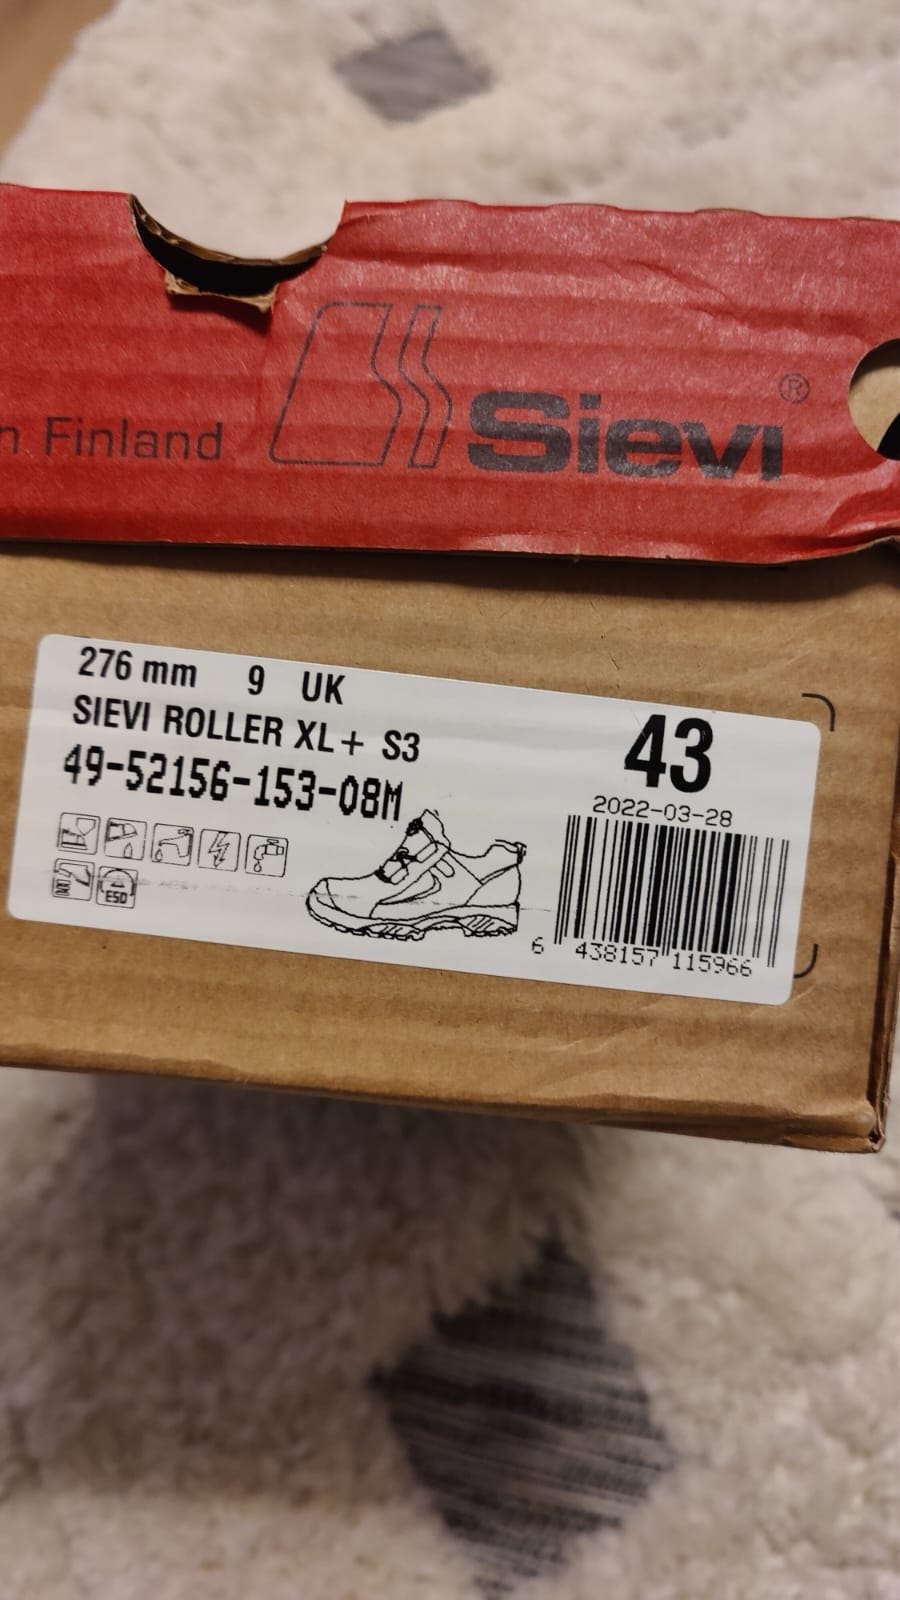 n Finland
Sievi®
276 mm 9 UK
SIEVI ROLLER XL+ S3
49-52156-153-08M
43
2022-03-28
6 438157 115966
ESD